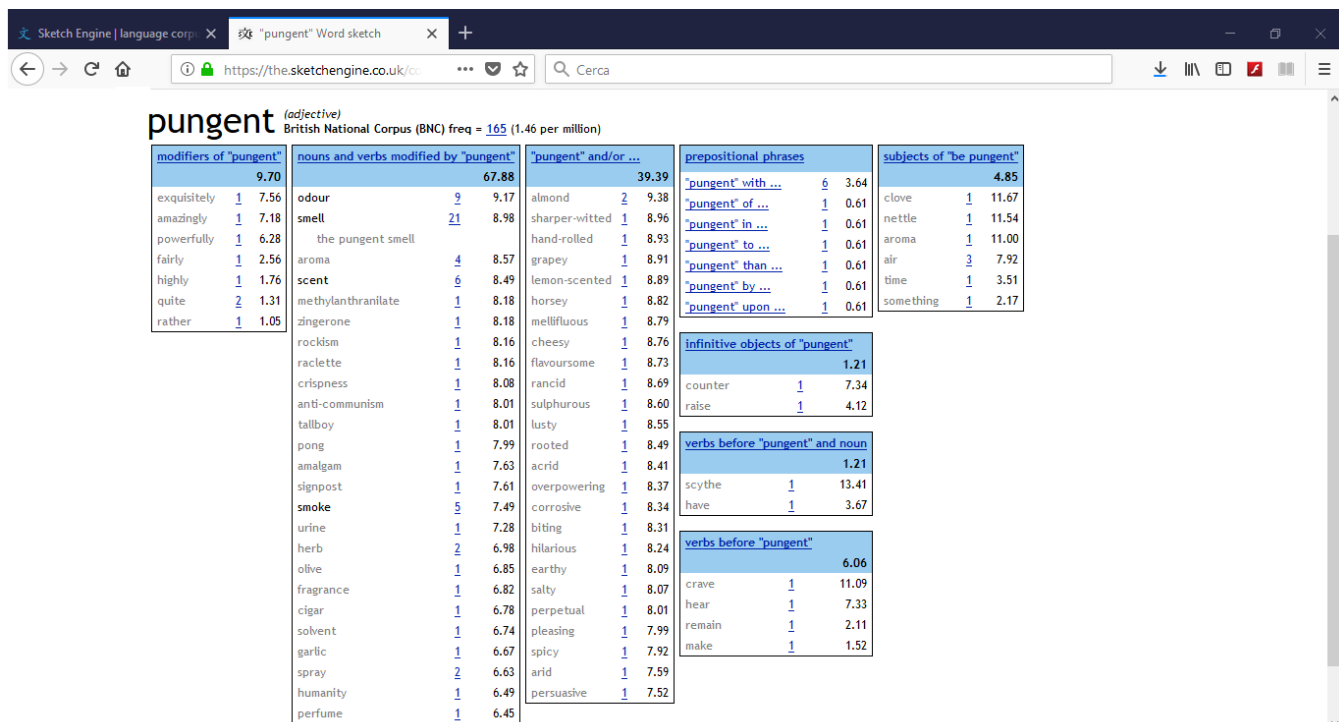 Sketch Engine | language corp
"pungent" Word sketch
https://the.sketchengine.co.uk/co
Cerca
pungent (adjective)
British National Corpus (BNC) freq = 165 (1.46 per million)
modifiers of "pungent"
9.70
exquisitely 1 7.56
amazingly 1 7.18
powerfully 1 6.28
fairly 1 2.56
highly 1 1.76
quite 2 1.31
rather 1 1.05
nouns and verbs modified by "pungent"
67.88
odour 9 9.17
smell 21 8.98
the pungent smell
aroma 4 8.57
scent 6 8.49
methylanthranilate 1 8.18
zingerone 1 8.18
rockism 1 8.16
raclette 1 8.16
crispness 1 8.08
anti-communism 1 8.01
tallboy 1 8.01
pong 1 7.99
amalgam 1 7.63
signpost 1 7.61
smoke 5 7.49
urine 1 7.28
herb 2 6.98
olive 1 6.85
fragrance 1 6.82
cigar 1 6.78
solvent 1 6.74
garlic 1 6.67
spray 2 6.63
humanity 1 6.49
perfume 1 6.45
"pungent" and/or ...
39.39
almond 2 9.38
sharper-witted 1 8.96
hand-rolled 1 8.93
grapey 1 8.91
lemon-scented 1 8.89
horsey 1 8.82
mellifluous 1 8.79
cheesy 1 8.76
flavoursome 1 8.73
rancid 1 8.69
sulphurous 1 8.60
lusty 1 8.55
rooted 1 8.49
acrid 1 8.41
overpowering 1 8.37
corrosive 1 8.34
biting 1 8.31
hilarious 1 8.24
earthy 1 8.09
salty 1 8.07
perpetual 1 8.01
pleasing 1 7.99
spicy 1 7.92
arid 1 7.59
persuasive 1 7.52
prepositional phrases
"pungent" with ... 6 3.64
"pungent" of ... 1 0.61
"pungent" in ... 1 0.61
"pungent" to ... 1 0.61
"pungent" than ... 1 0.61
"pungent" by ... 1 0.61
"pungent" upon ... 1 0.61
infinitive objects of "pungent"
1.21
counter 1 7.34
raise 1 4.12
verbs before "pungent" and noun
1.21
scythe 1 13.41
have 1 3.67
verbs before "pungent"
6.06
crave 1 11.09
hear 1 7.33
remain 1 2.11
make 1 1.52
subjects of "be pungent"
4.85
clove 1 11.67
nettle 1 11.54
aroma 1 11.00
air 3 7.92
time 1 3.51
something 1 2.17